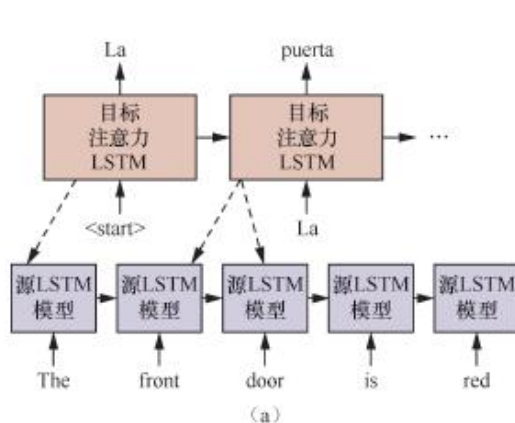 La puerta
目标 目标
注意力 注意力
LSTM LSTM
…
<start> La
源LSTM 源LSTM 源LSTM 源LSTM 源LSTM
模型 模型 模型 模型 模型
The front door is red
(a)